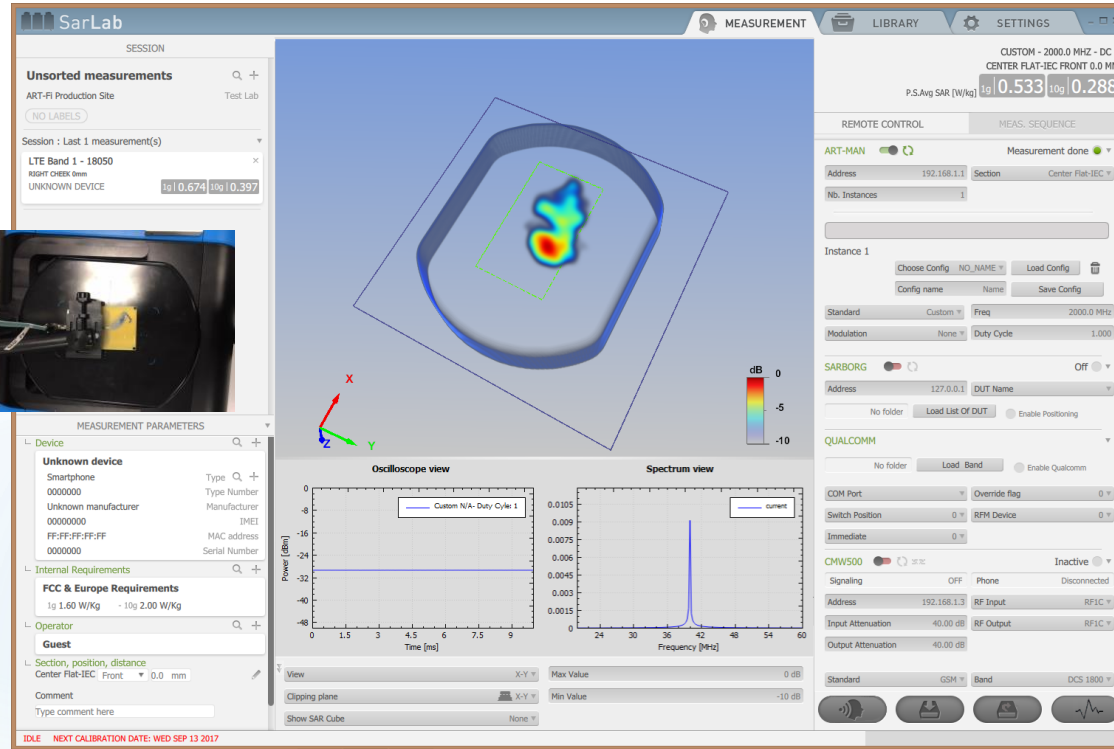 SarLab
MEASUREMENT
LIBRARY
SETTINGS
SESSION
Unsorted measurements
ART-Fi Production Site Test Lab
NO LABELS
Session : Last 1 measurement(s)
LTE Band 1 - 18050
RIGHT CHEEK 0mm
UNKNOWN DEVICE 1g 0.674 10g 0.397
MEASUREMENT PARAMETERS
Device
Unknown device
Smartphone Type
0000000 Type Number
Unknown manufacturer Manufacturer
00000000 IMEI
FF:FF:FF:FF:FF MAC address
0000000 Serial Number
Internal Requirements
FCC & Europe Requirements
1g 1.60 W/Kg - 10g 2.00 W/Kg
Operator
Guest
Section, position, distance
Center Flat-IEC Front 0.0 mm
Comment
Type comment here
IDLE NEXT CALIBRATION DATE: WED SEP 13 2017
X
Y
Z
dB 0
-5
-10
Oscilloscope view
Custom N/A- Duty Cyle: 1
Power [dBm]
0
-8
-16
-24
-32
-40
-48
0 1.5 3 4.5 6 7.5 9
Time [ms]
Spectrum view
current
0.0105
0.009
0.0075
0.006
0.0045
0.003
0.0015
0
24 30 36 42 48 54 60
Frequency [MHz]
View X-Y
Max Value 0 dB
Clipping plane X-Y
Min Value -10 dB
Show SAR Cube None
CUSTOM - 2000.0 MHZ - DC
CENTER FLAT-IEC FRONT 0.0 MM
P.S.Avg SAR [W/kg] 1g 0.533 10g 0.288
REMOTE CONTROL
MEAS. SEQUENCE
ART-MAN Measurement done
Address 192.168.1.1 Section Center Flat-IEC
Nb. Instances 1
Instance 1
Choose Config NO_NAME Load Config
Config name Name Save Config
Standard Custom Freq 2000.0 MHz
Modulation None Duty Cycle 1.000
SARBORG Off
Address 127.0.0.1 DUT Name
No folder Load List Of DUT Enable Positioning
QUALCOMM
No folder Load Band Enable Qualcomm
COM Port Override flag 0
Switch Position 0 RFM Device 0
Immediate 0
CMW500 Inactive
Signaling OFF Phone Disconnected
Address 192.168.1.3 RF Input RF1C
Input Attenuation 40.00 dB RF Output RF1C
Output Attenuation 40.00 dB
Standard GSM Band DCS 1800